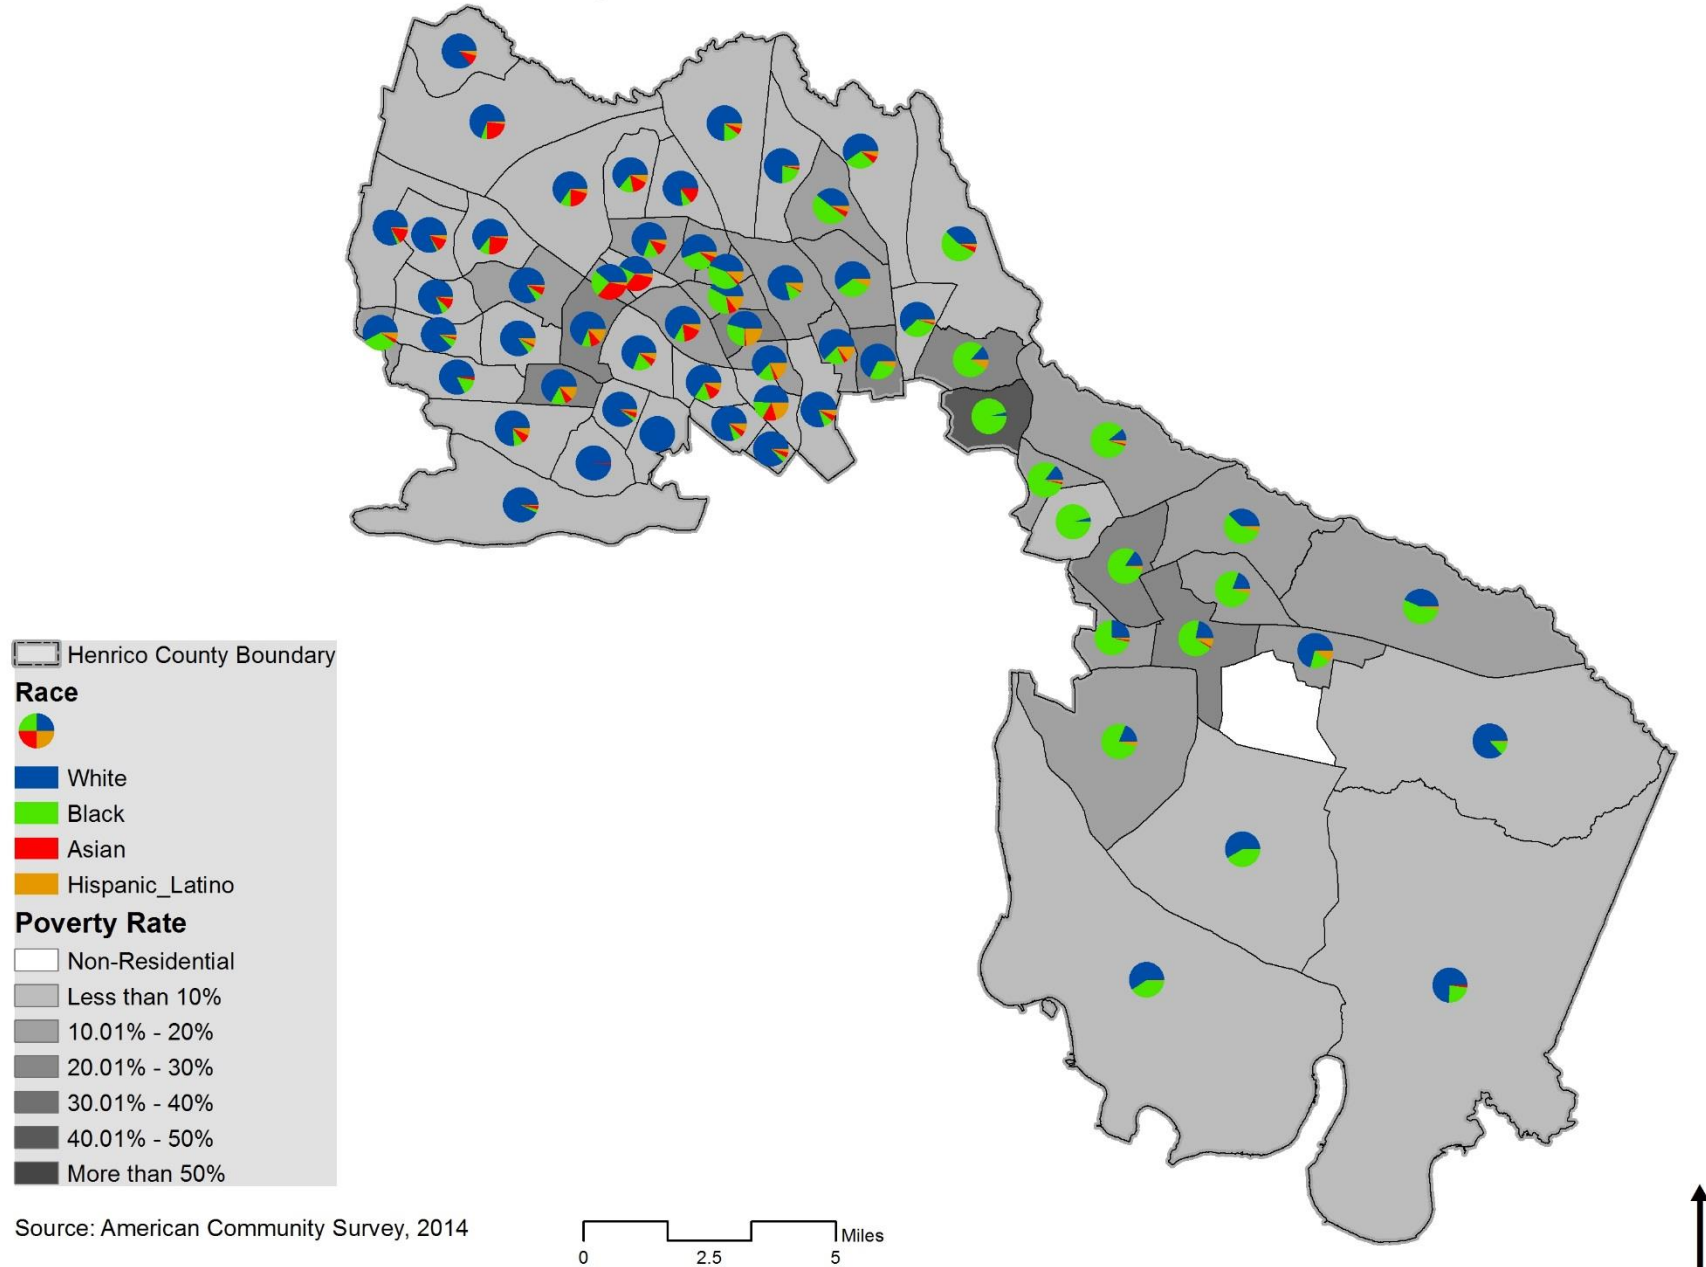 Henrico County Boundary
Race
White
Black
Asian
Hispanic_Latino
Poverty Rate
Non-Residential
Less than 10%
10.01% - 20%
20.01% - 30%
30.01% - 40%
40.01% - 50%
More than 50%
Source: American Community Survey, 2014
Miles
0 2.5 5